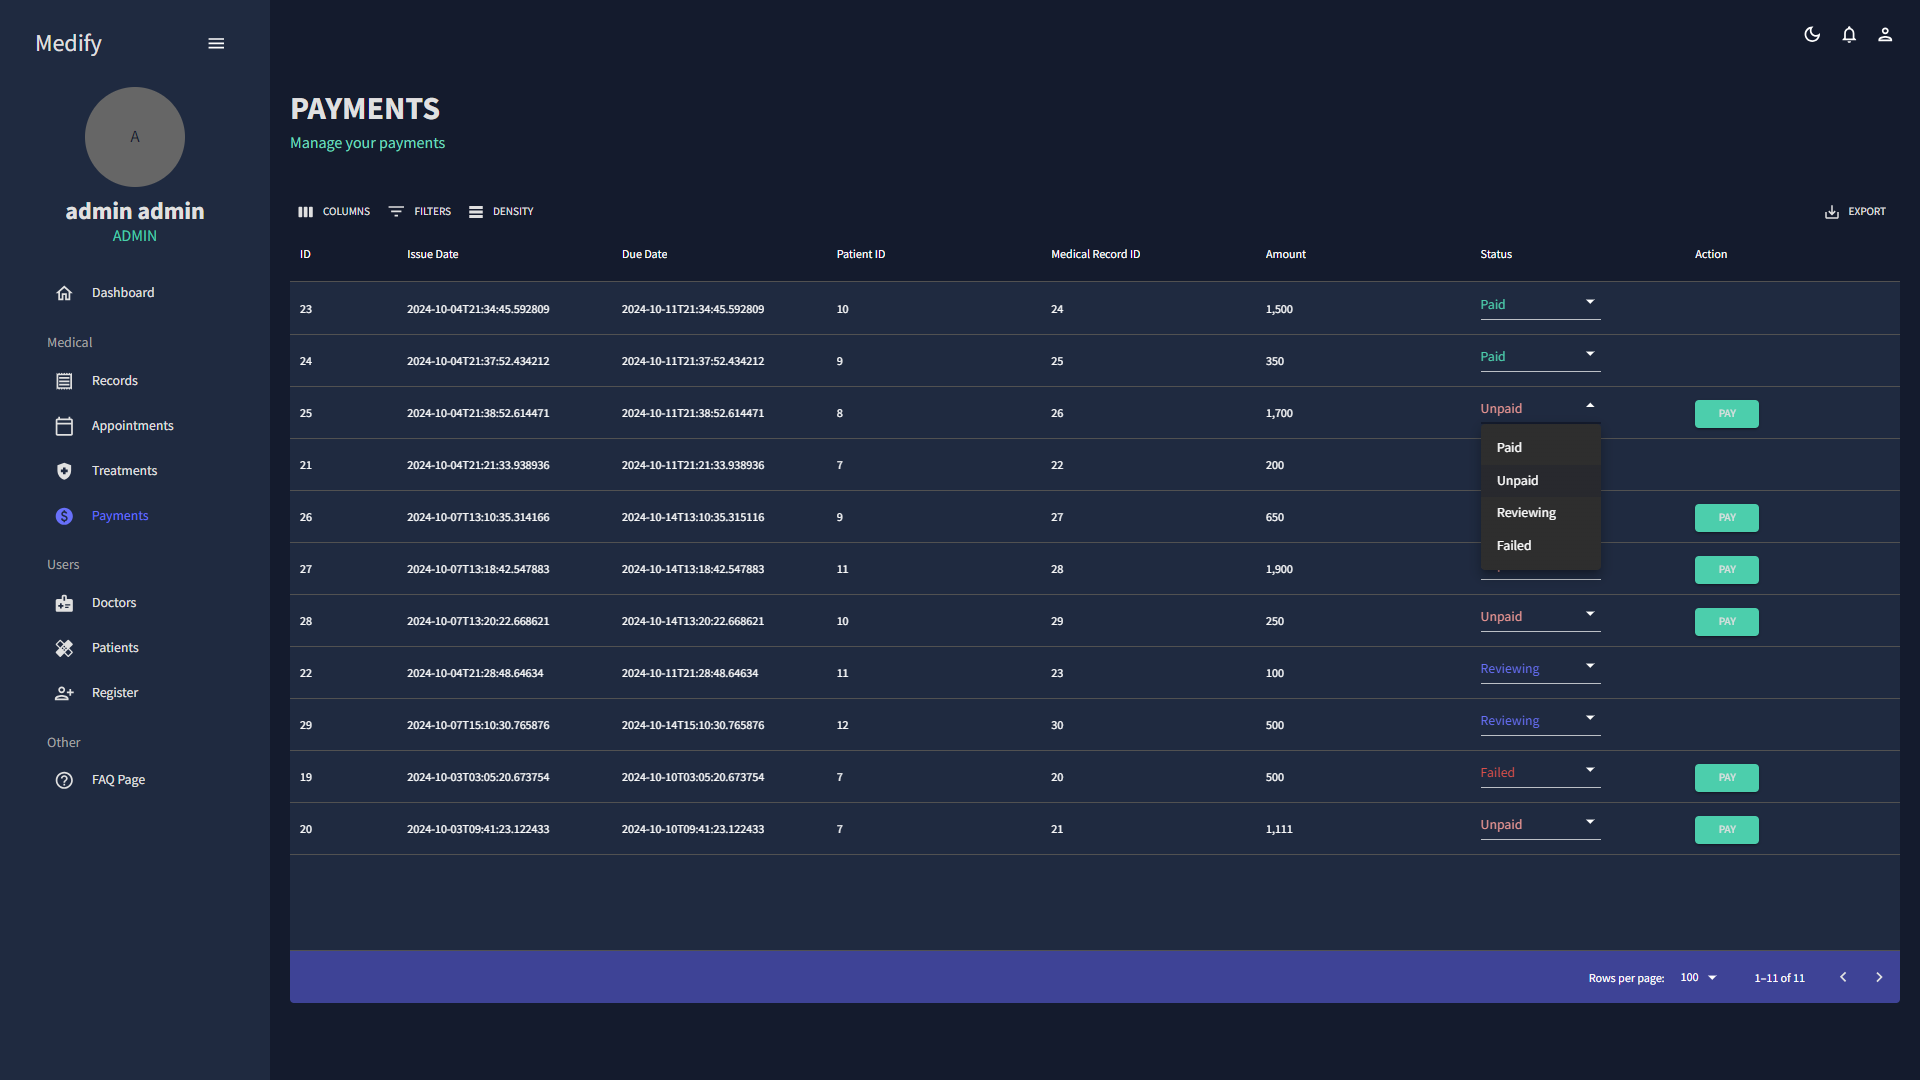 Medify
A
admin admin
ADMIN
Dashboard
Medical
Records
Appointments
Treatments
Payments
Users
Doctors
Patients
Register
Other
FAQ Page
PAYMENTS
Manage your payments
COLUMNS FILTERS DENSITY EXPORT
ID Issue Date Due Date Patient ID Medical Record ID Amount Status Action
23 2024-10-04T21:34:45.592809 2024-10-11T21:34:45.592809 10 24 1,500 Paid
24 2024-10-04T21:37:52.434212 2024-10-11T21:37:52.434212 9 25 350 Paid
25 2024-10-04T21:38:52.614471 2024-10-11T21:38:52.614471 8 26 1,700 Unpaid PAY
Paid
Unpaid
Reviewing
Failed
21 2024-10-04T21:21:33.938936 2024-10-11T21:21:33.938936 7 22 200
26 2024-10-07T13:10:35.314166 2024-10-14T13:10:35.315116 9 27 650 PAY
27 2024-10-07T13:18:42.547883 2024-10-14T13:18:42.547883 11 28 1,900 PAY
28 2024-10-07T13:20:22.668621 2024-10-14T13:20:22.668621 10 29 250 Unpaid PAY
22 2024-10-04T21:28:48.64634 2024-10-11T21:28:48.64634 11 23 100 Reviewing
29 2024-10-07T15:10:30.765876 2024-10-14T15:10:30.765876 12 30 500 Reviewing
19 2024-10-03T03:05:20.673754 2024-10-10T03:05:20.673754 7 20 500 Failed PAY
20 2024-10-03T09:41:23.122433 2024-10-10T09:41:23.122433 7 21 1,111 Unpaid PAY
Rows per page: 100 1–11 of 11